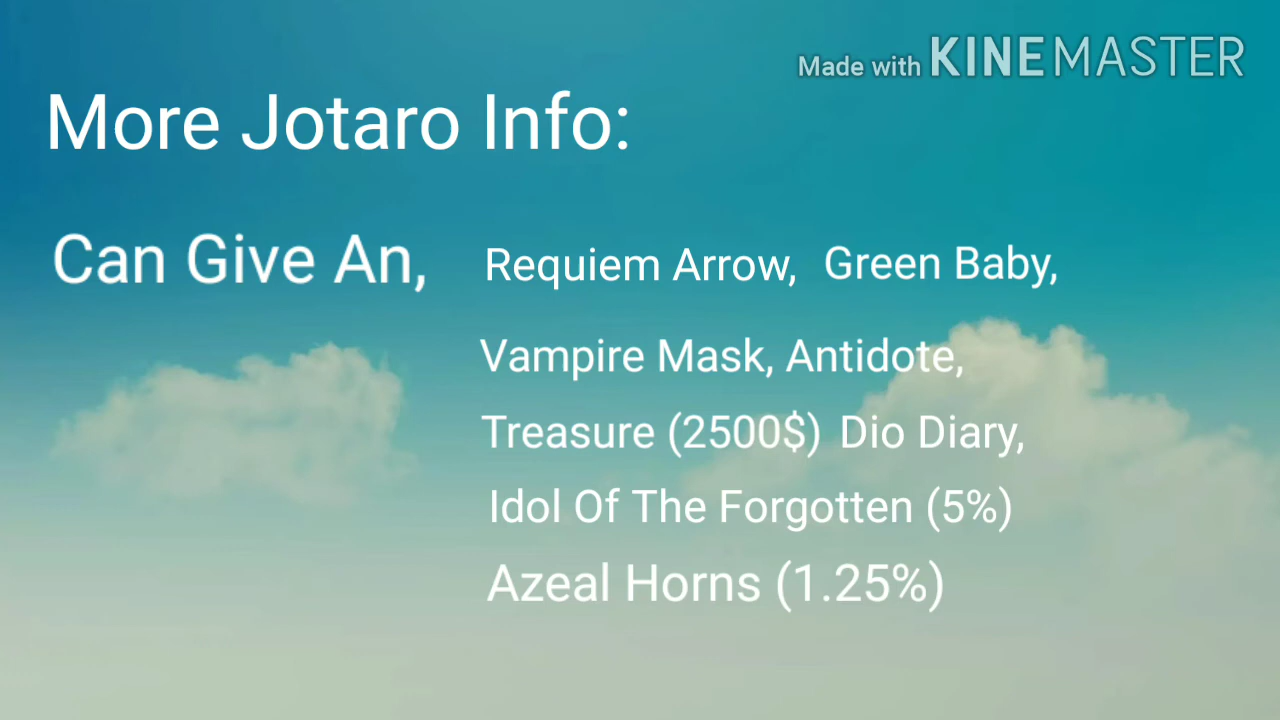 Made with KINEMASTER
More Jotaro Info:
Can Give An, Requiem Arrow, Green Baby,
Vampire Mask, Antidote,
Treasure (2500$) Dio Diary,
Idol Of The Forgotten (5%)
Azeal Horns (1.25%)